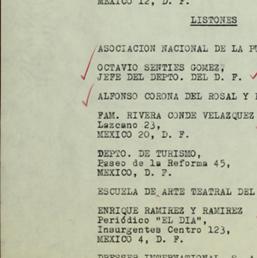 MEXICO 12, D. F.
LISTONES
ASOCIACION NACIONAL DE LA
OCTAVIO SENTIES GOMEZ,
JEFE DEL DEPTO. DEL D. F.
ALFONSO CORONA DEL ROSAL Y
FAM. RIVERA CONDE VELAZQUEZ
Lazcano 23,
MEXICO 20, D. F.
DEPTO. DE TURISMO,
Paseo de la Reforma 45,
MEXICO, D. F.
ESCUELA DE ARTE TEATRAL DEL
ENRIQUE RAMIREZ Y RAMIREZ
Periódico "EL DIA",
Insurgentes Centro 123,
MEXICO 4, D. F.